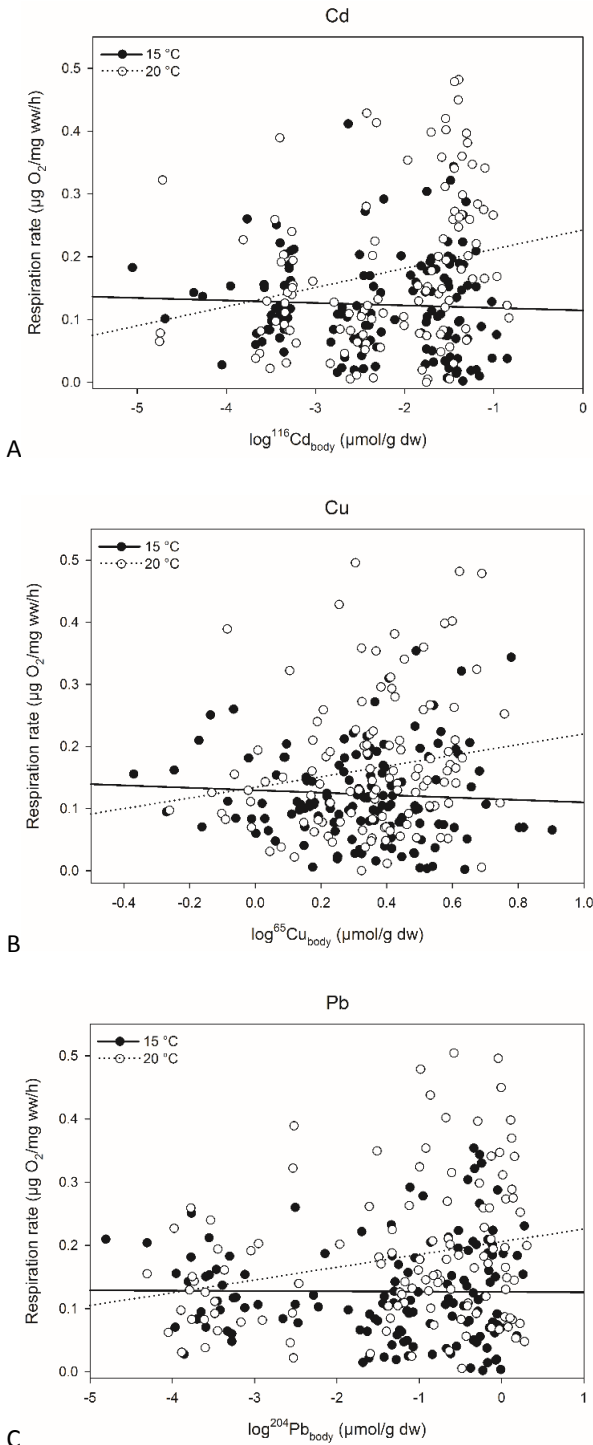 Cd
15 °C
20 °C
0.5
0.4
0.3
0.2
0.1
0.0
Respiration rate (µg O₂/mg ww/h)
-5 -4 -3 -2 -1 0
log¹¹⁶Cd_body (µmol/g dw)
A
Cu
15 °C
20 °C
0.5
0.4
0.3
0.2
0.1
0.0
Respiration rate (µg O₂/mg ww/h)
-0.4 -0.2 0.0 0.2 0.4 0.6 0.8 1.0
log⁶⁵Cu_body (µmol/g dw)
B
Pb
15 °C
20 °C
0.5
0.4
0.3
0.2
0.1
0.0
Respiration rate (µg O₂/mg ww/h)
-5 -4 -3 -2 -1 0 1
log²⁰⁴Pb_body (µmol/g dw)
C